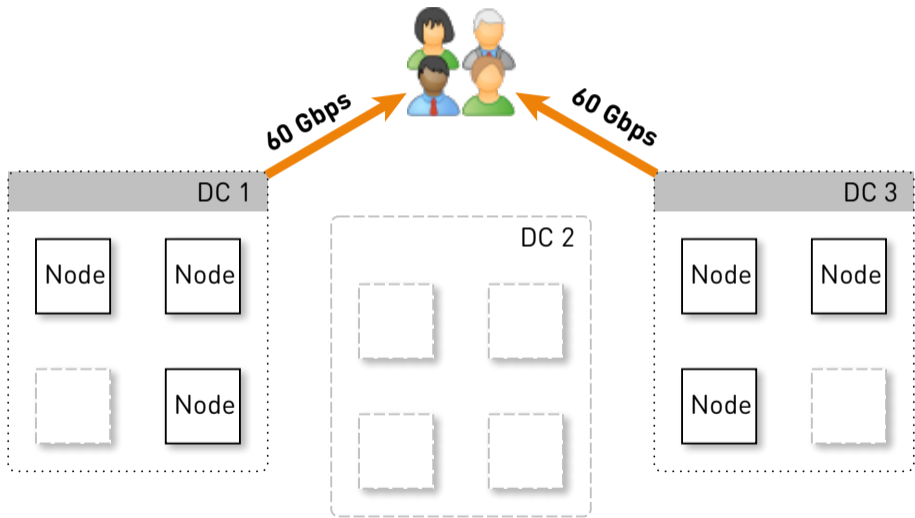 60 Gbps
60 Gbps
DC 1
DC 3
DC 2
Node
Node
Node
Node
Node
Node